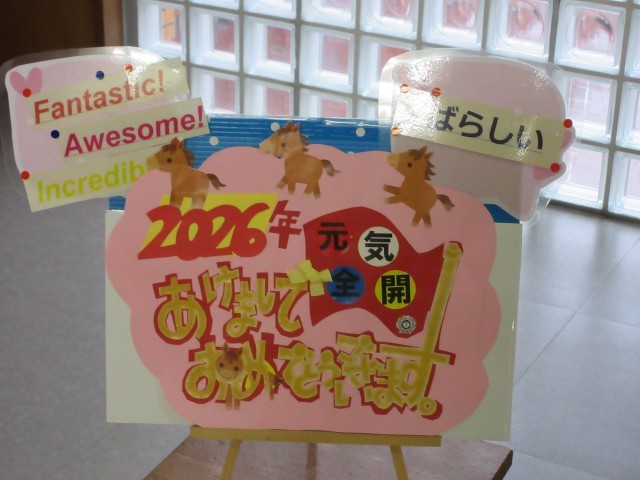 Fantastic!
Awesome!
Incredib
ばらしい
2026年
元気
全開
あけまして
おめでとうございます。